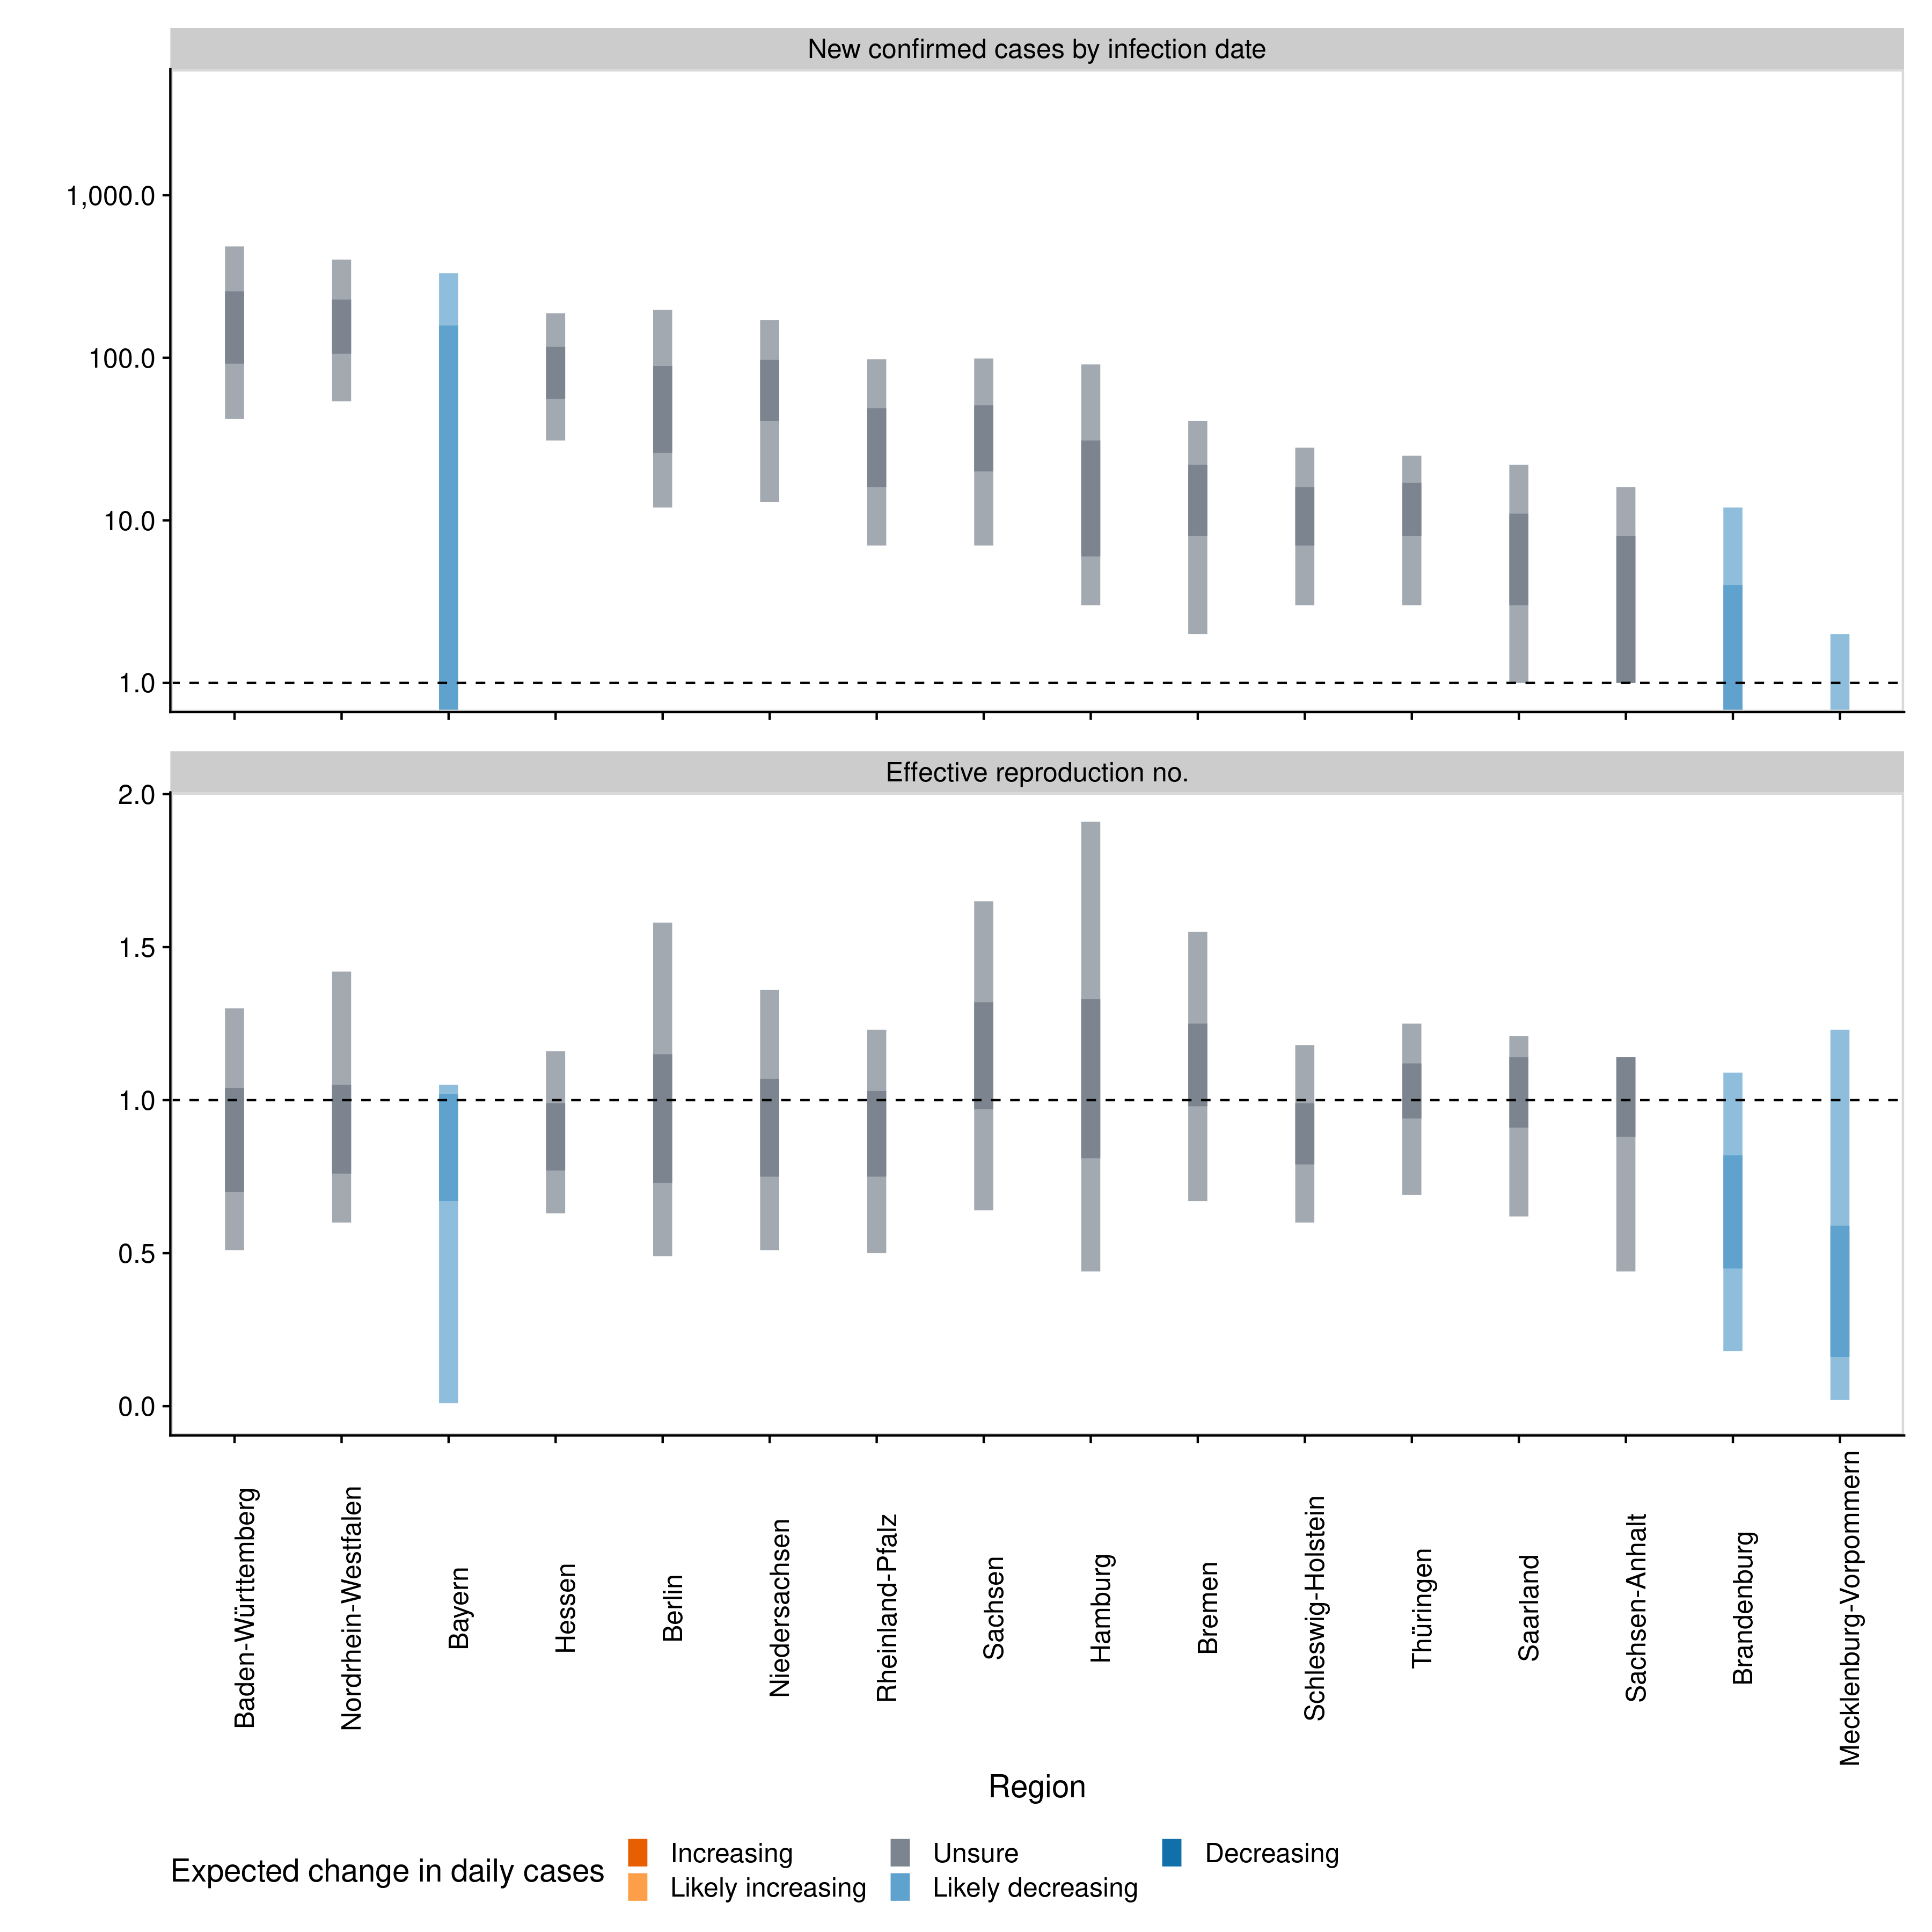 New confirmed cases by infection date
1,000.0
100.0
10.0
1.0
Effective reproduction no.
2.0
1.5
1.0
0.5
0.0
Baden-Württemberg
Nordrhein-Westfalen
Bayern
Hessen
Berlin
Niedersachsen
Rheinland-Pfalz
Sachsen
Hamburg
Bremen
Schleswig-Holstein
Thüringen
Saarland
Sachsen-Anhalt
Brandenburg
Mecklenburg-Vorpommern
Region
Expected change in daily cases
Increasing
Unsure
Decreasing
Likely increasing
Likely decreasing